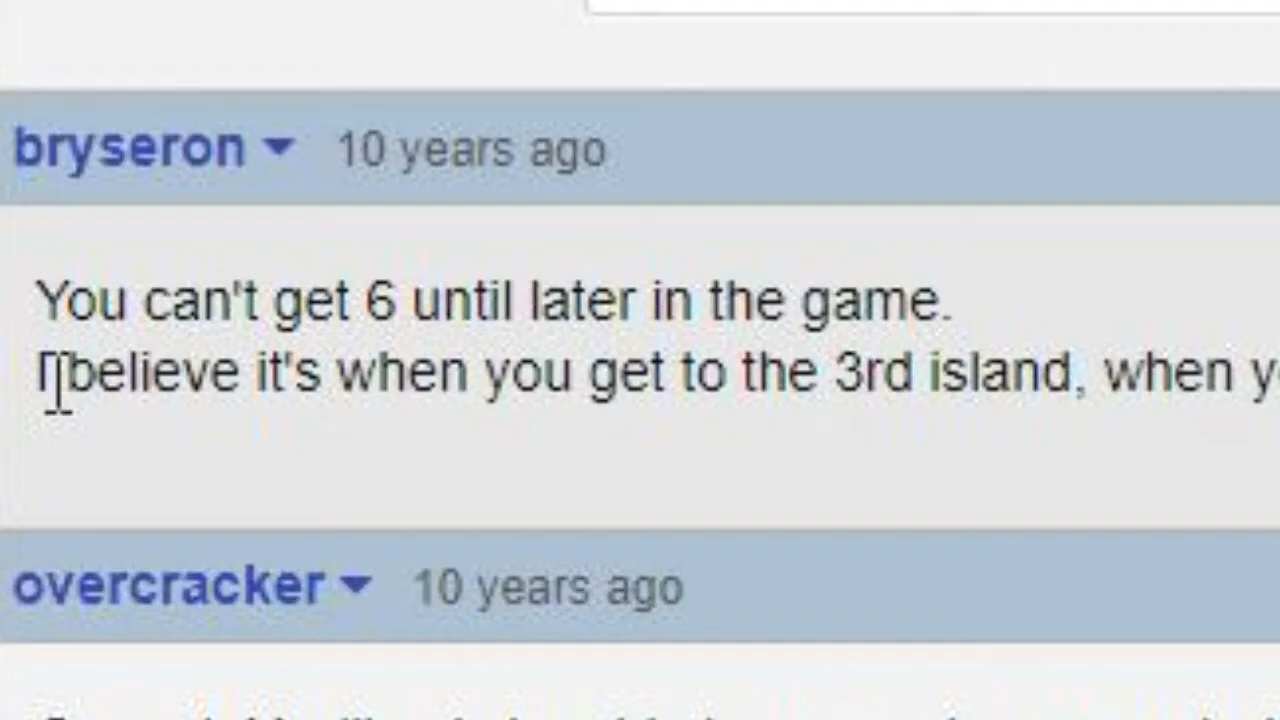 bryseron 10 years ago
You can't get 6 until later in the game.
I believe it's when you get to the 3rd island, when
overcracker 10 years ago